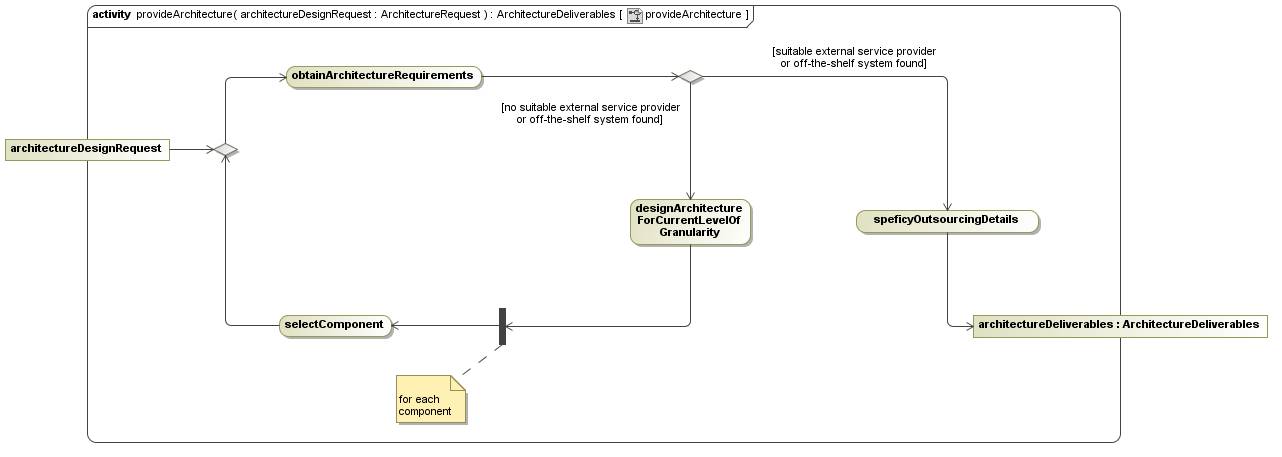 activity provideArchitecture( architectureDesignRequest : ArchitectureRequest ) : ArchitectureDeliverables [ provideArchitecture ]
[suitable external service provider
or off-the-shelf system found]
obtainArchitectureRequirements
[no suitable external service provider
or off-the-shelf system found]
architectureDesignRequest
designArchitecture
ForCurrentLevelOf
Granularity
speficyOutsourcingDetails
selectComponent
architectureDeliverables : ArchitectureDeliverables
for each
component